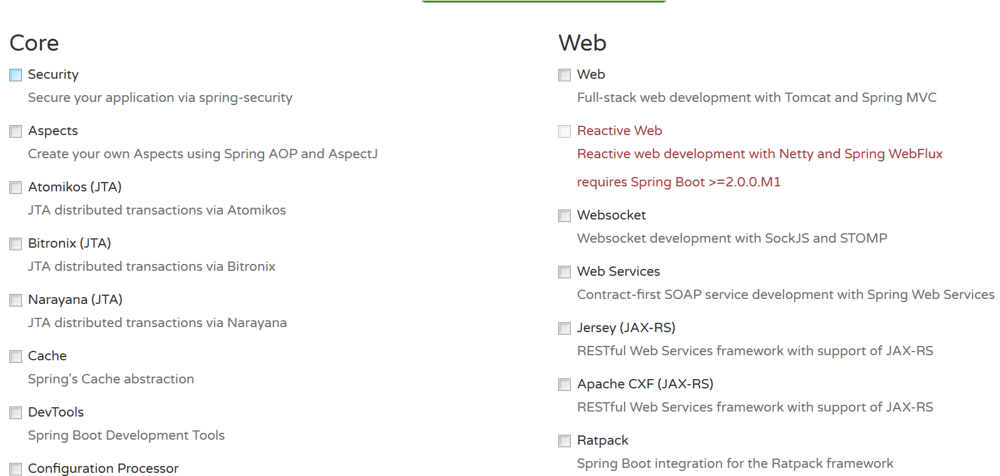 Core
Security
Secure your application via spring-security
Aspects
Create your own Aspects using Spring AOP and AspectJ
Atomikos (JTA)
JTA distributed transactions via Atomikos
Bitronix (JTA)
JTA distributed transactions via Bitronix
Narayana (JTA)
JTA distributed transactions via Narayana
Cache
Spring's Cache abstraction
DevTools
Spring Boot Development Tools
Configuration Processor
Web
Web
Full-stack web development with Tomcat and Spring MVC
Reactive Web
Reactive web development with Netty and Spring WebFlux
requires Spring Boot >=2.0.0.M1
Websocket
Websocket development with SockJS and STOMP
Web Services
Contract-first SOAP service development with Spring Web Services
Jersey (JAX-RS)
RESTful Web Services framework with support of JAX-RS
Apache CXF (JAX-RS)
RESTful Web Services framework with support of JAX-RS
Ratpack
Spring Boot integration for the Ratpack framework